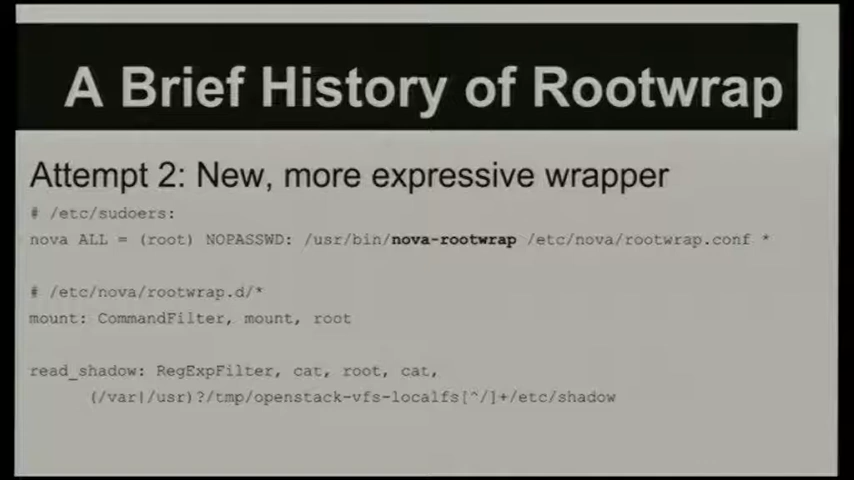 A Brief History of Rootwrap
Attempt 2: New, more expressive wrapper
# /etc/sudoers:
nova ALL = (root) NOPASSWD: /usr/bin/nova-rootwrap /etc/nova/rootwrap.conf *
# /etc/nova/rootwrap.d/*
mount: CommandFilter, mount, root
read_shadow: RegExpFilter, cat, root, cat,
(/var|/usr)?/tmp/openstack-vfs-localfs[^/]+/etc/shadow